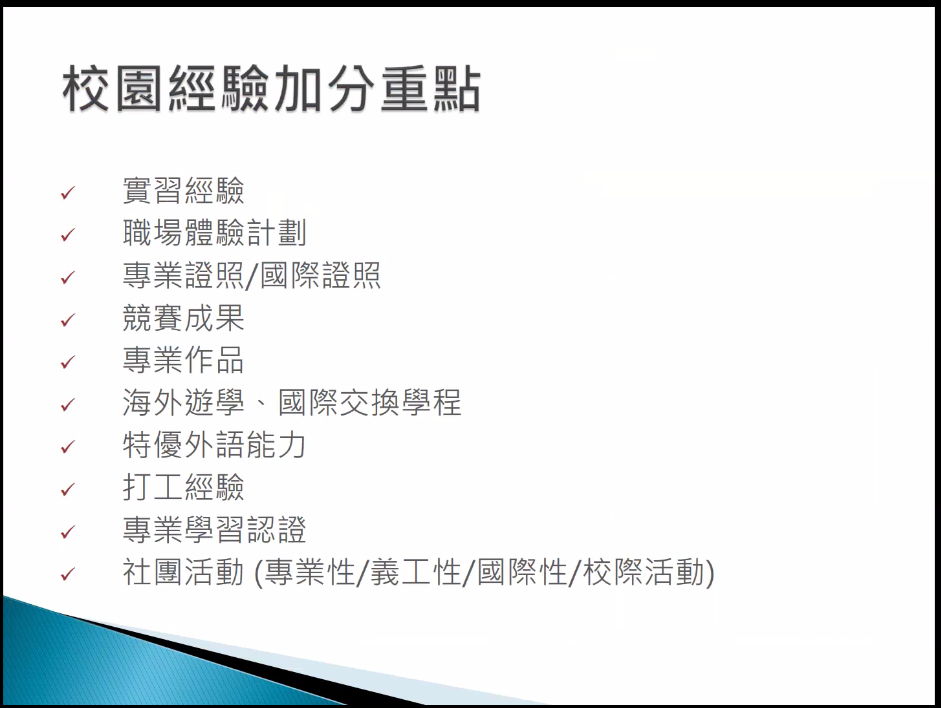 校園經驗加分重點
✓ 實習經驗
✓ 職場體驗計劃
✓ 專業證照/國際證照
✓ 競賽成果
✓ 專業作品
✓ 海外遊學、國際交換學程
✓ 特優外語能力
✓ 打工經驗
✓ 專業學習認證
✓ 社團活動 (專業性/義工性/國際性/校際活動)